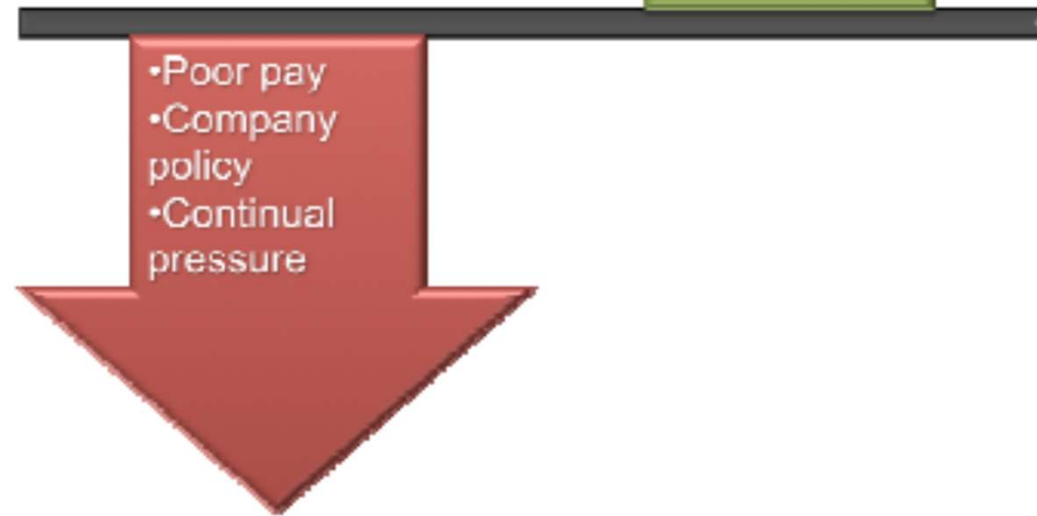 •Poor pay
•Company
policy
•Continual
pressure